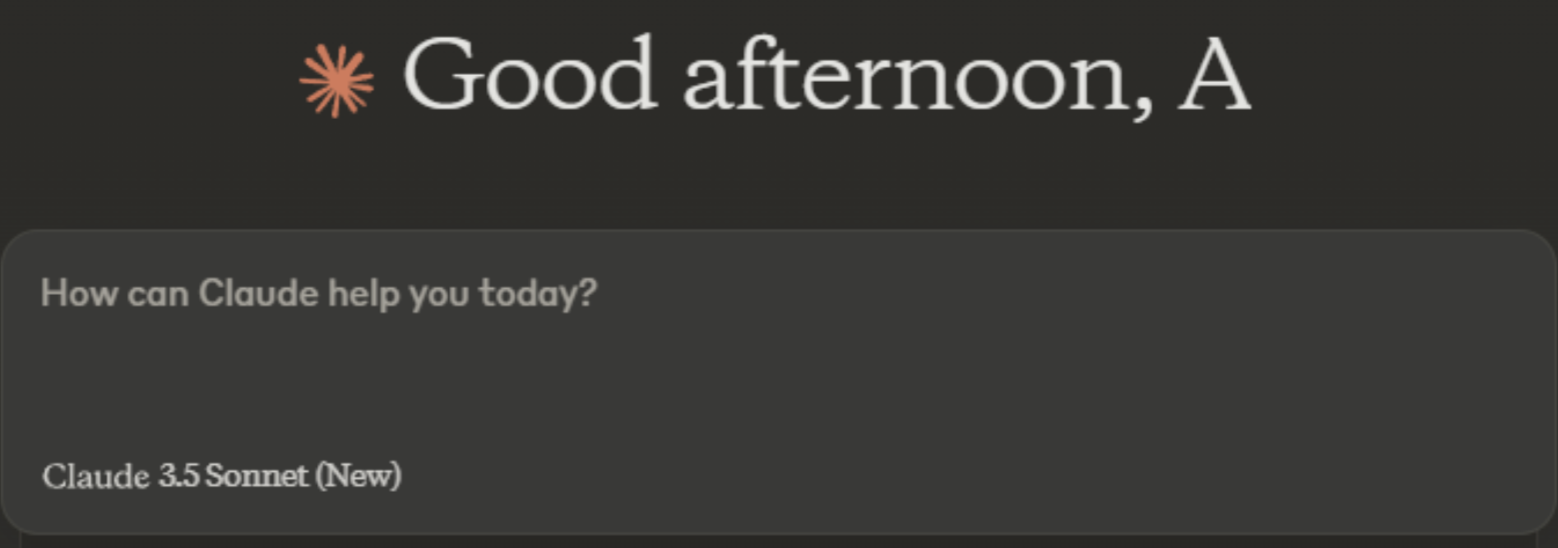 Good afternoon, A
How can Claude help you today?
Claude 3.5 Sonnet (New)